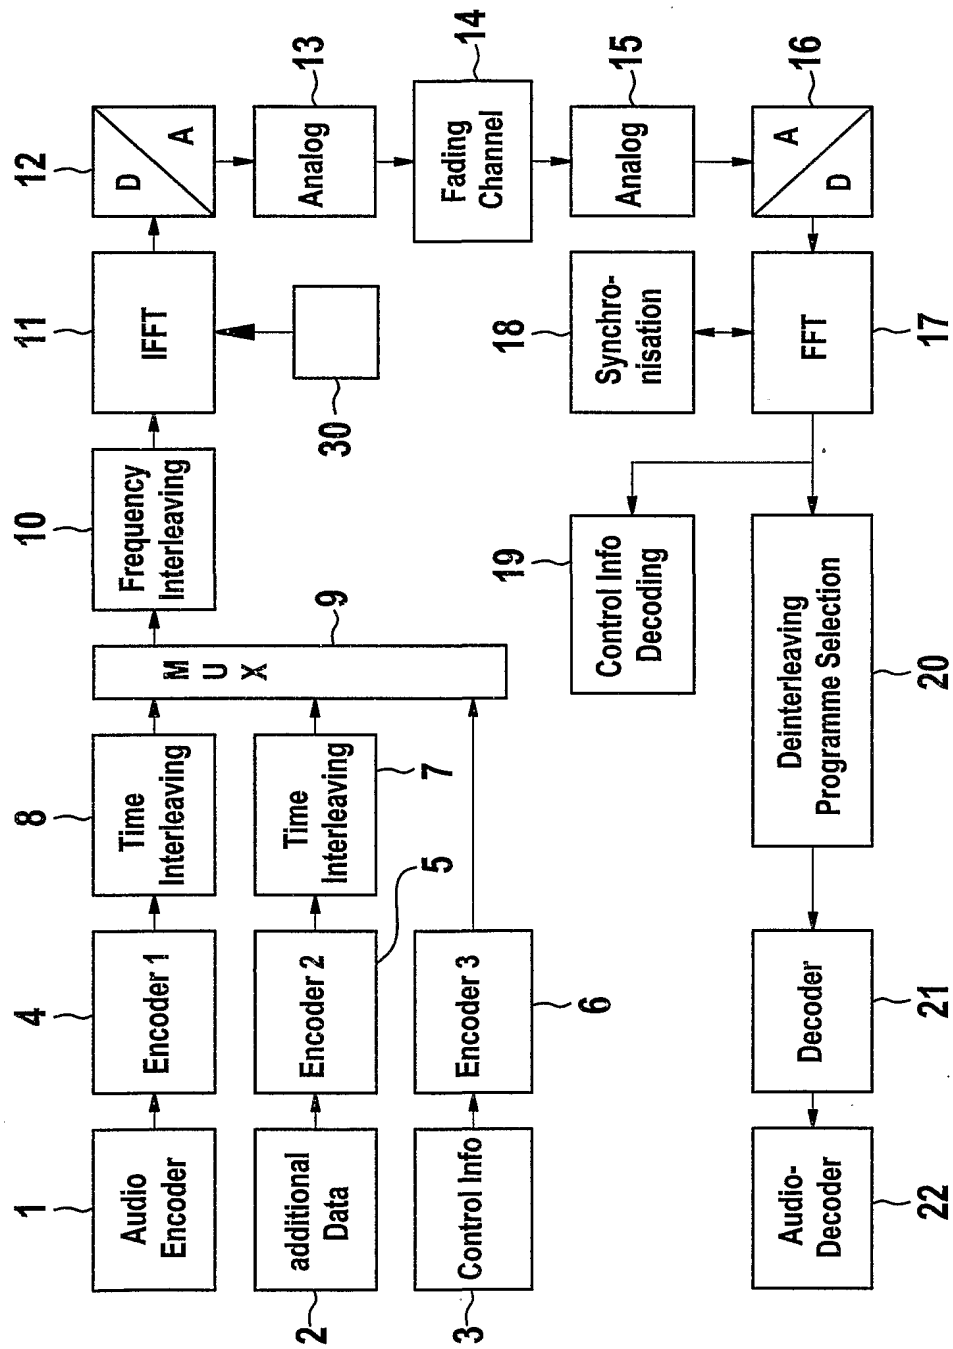 1
Audio
Encoder
4
Encoder 1
8
Time
Interleaving
2
additional
Data
5
Encoder 2
7
Time
Interleaving
3
Control Info
6
Encoder 3
9
M
U
X
10
Frequency
Interleaving
11
IFFT
30
12
D
A
13
Analog
14
Fading
Channel
15
Analog
16
A
D
17
FFT
18
Synchro-
nisation
19
Control Info
Decoding
20
Deinterleaving
Programme Selection
21
Decoder
22
Audio-
Decoder